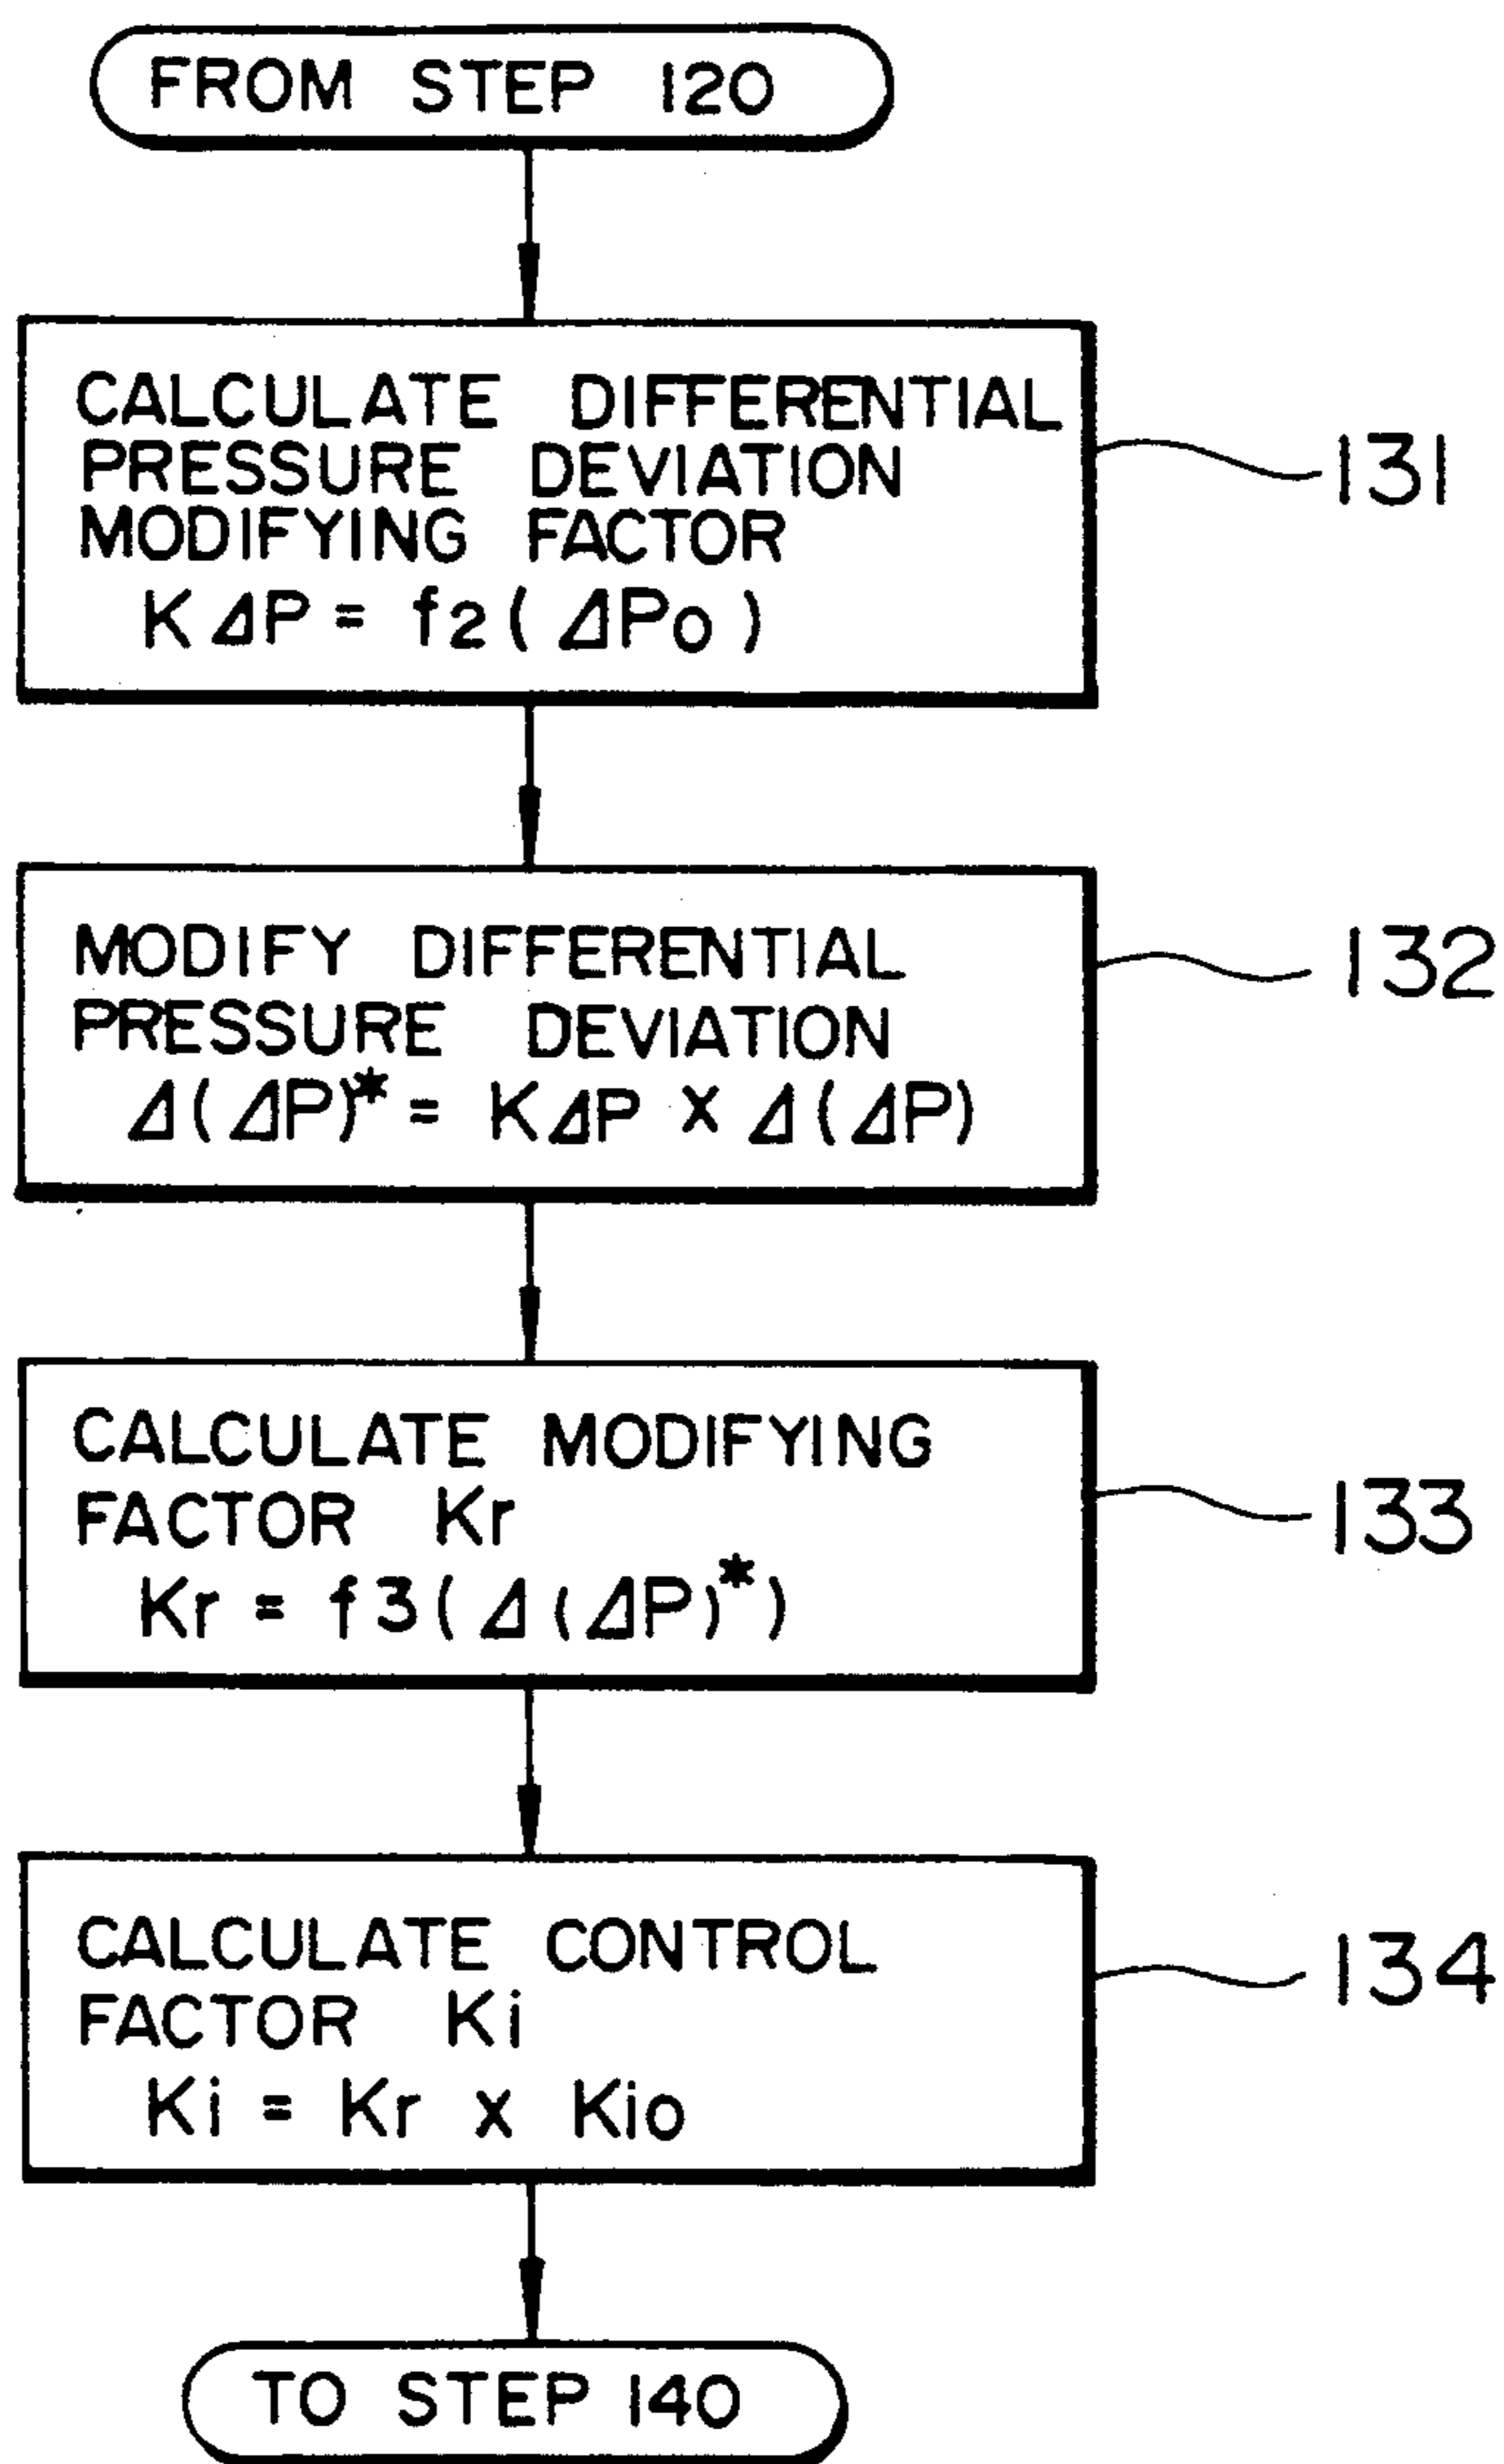 FROM STEP 120
CALCULATE DIFFERENTIAL
PRESSURE DEVIATION
MODIFYING FACTOR
KΔP = f2(ΔPo)
131
MODIFY DIFFERENTIAL
PRESSURE DEVIATION
Δ(ΔP)* = KΔP x Δ(ΔP)
132
CALCULATE MODIFYING
FACTOR Kr
Kr = f3(Δ(ΔP)*)
133
CALCULATE CONTROL
FACTOR Ki
Ki = Kr x Kio
134
TO STEP 140